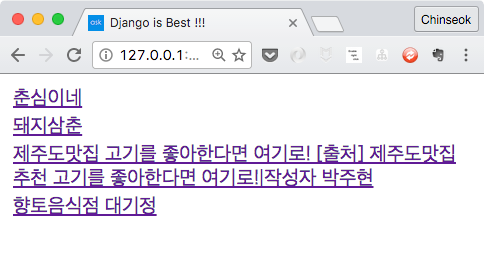 ask
Django is Best !!!
Chinseok
127.0.0.1:...
춘심이네
돼지삼춘
제주도맛집 고기를 좋아한다면 여기로! [출처] 제주도맛집
추천 고기를 좋아한다면 여기로!|작성자 박주현
향토음식점 대기정